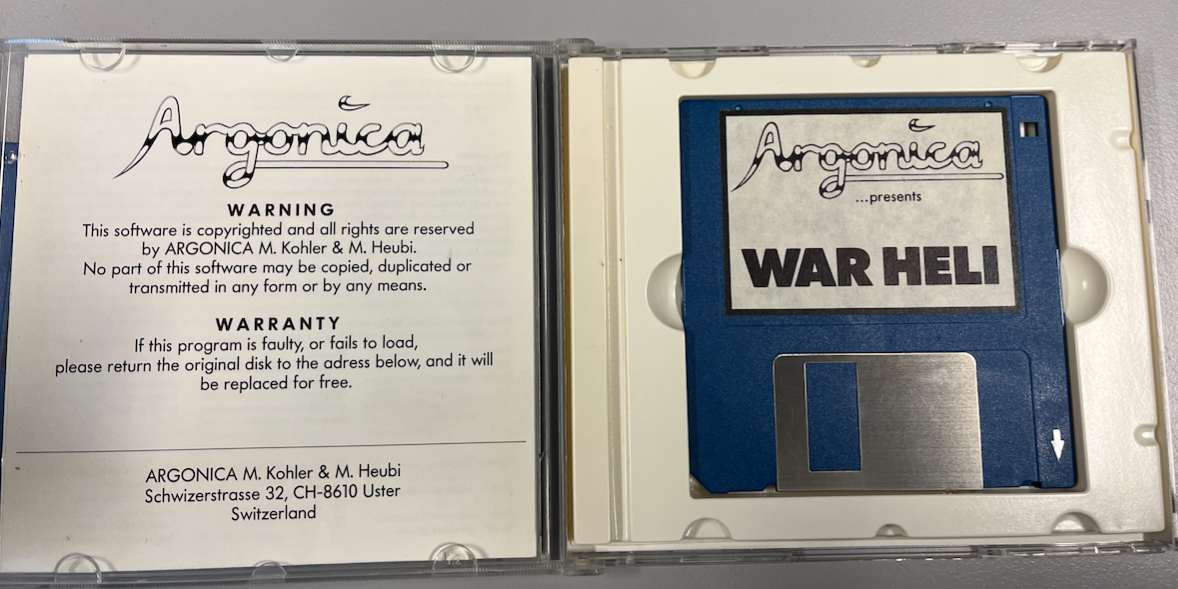 Argonica
WARNING
This software is copyrighted and all rights are reserved
by ARGONICA M. Kohler & M. Heubi.
No part of this software may be copied, duplicated or
transmitted in any form or by any means.
WARRANTY
If this program is faulty, or fails to load,
please return the original disk to the adress below, and it will
be replaced for free.
ARGONICA M. Kohler & M. Heubi
Schwizerstrasse 32, CH-8610 Uster
Switzerland
Argonica
...presents
WAR HELI